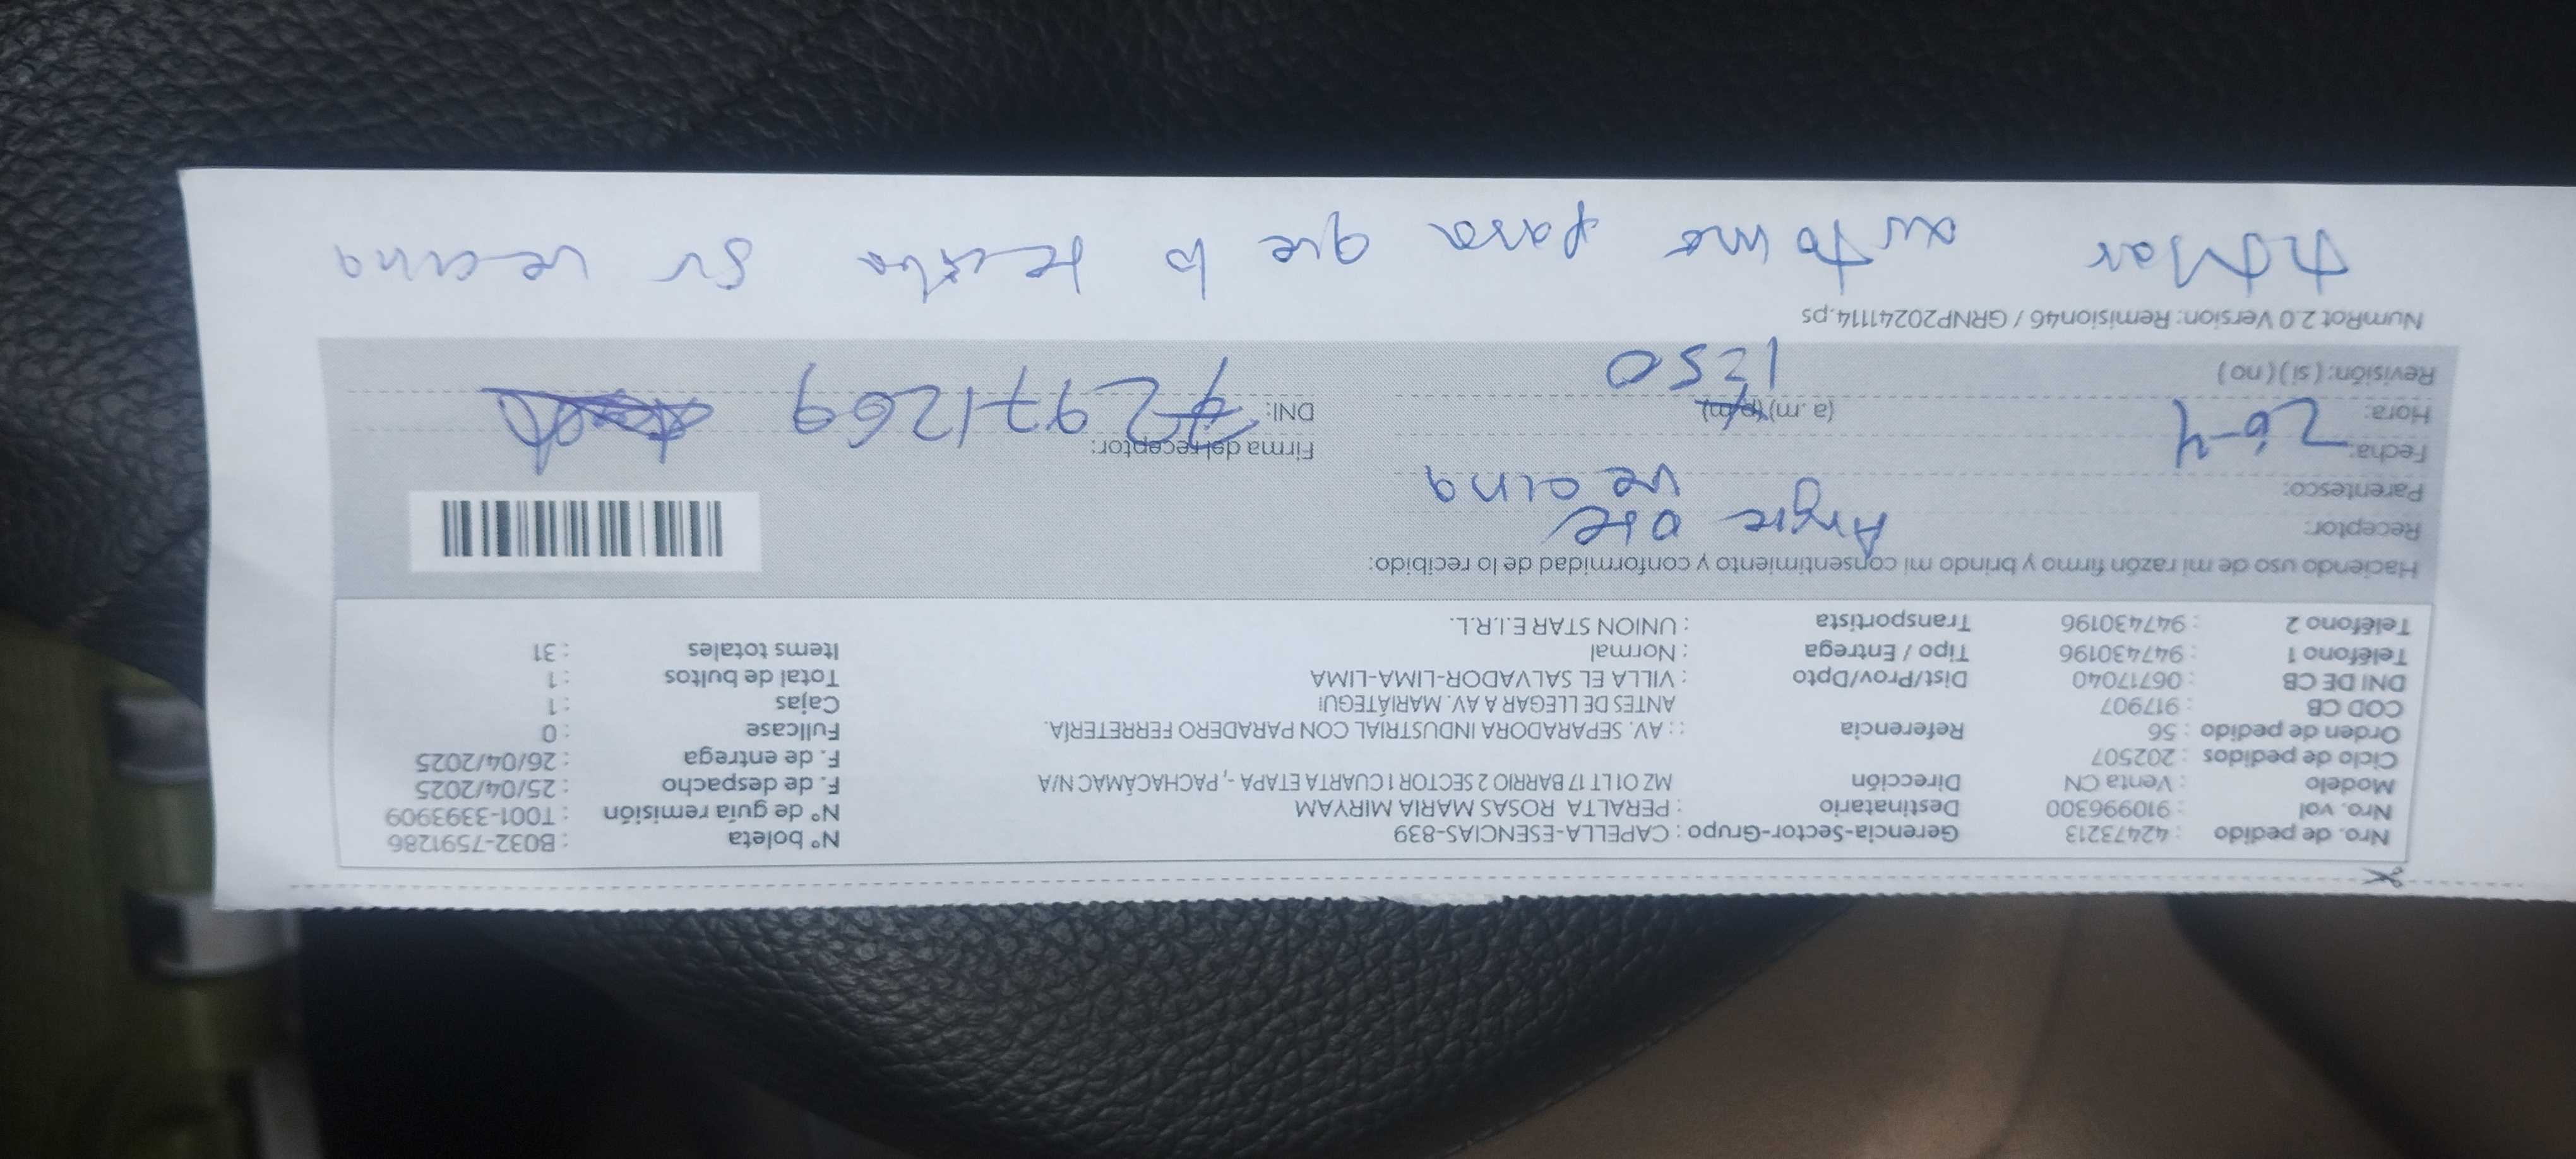 Nro. de pedido : 42473213 Gerencia-Sector-Grupo : CAPELLA-ESENCIAS-839 N° boleta : B032-7591286
Nro. vol : 910996300 Destinatario : PERALTA ROSAS MARIA MIRYAM N° de guía remisión : T001-3393909
Modelo : Venta CN Dirección MZ O1 LT 17 BARRIO 2 SECTOR 1 CUARTA ETAPA -, PACHACÁMAC N/A F. de despacho : 25/04/2025
Ciclo de pedidos : 202507 F. de entrega : 26/04/2025
Orden de pedido : 56 Referencia : : AV. SEPARADORA INDUSTRIAL CON PARADERO FERRETERÍA. Fullcase : 0
COD CB : 917907 ANTES DE LLEGAR A AV. MARIÁTEGUI Cajas : 1
DNI DE CB : 06717040 Dist/Prov/Dpto : VILLA EL SALVADOR-LIMA-LIMA Total de bultos : 1
Teléfono 1 : 947430196 Tipo / Entrega : Normal Items totales : 31
Teléfono 2 : 947430196 Transportista : UNION STAR E.I.R.L.
Haciendo uso de mi razón firmo y brindo mi consentimiento y conformidad de lo recibido:
Receptor: Angie
Parentesco: vecina
Fecha: 26-4 Firma del receptor:
Hora: (a. m.) (p. m) DNI: 72971269
Revisión: ( si ) ( no ) 1250
NumRot 2.0 Version: Remision46 / GRNP20241114.ps
para que lo reciba su vecina